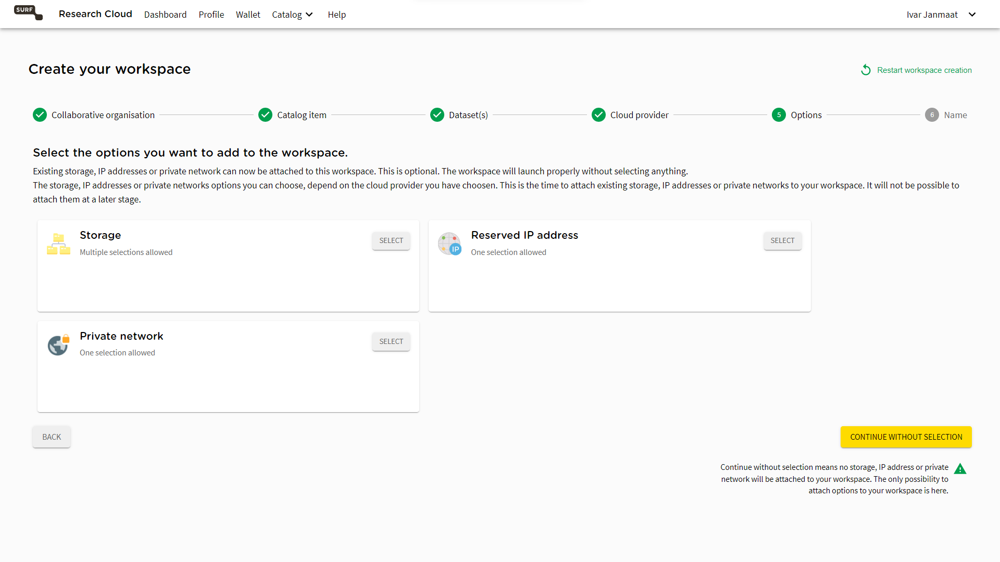 SURF
Research Cloud Dashboard Profile Wallet Catalog Help Ivar Janmaat
Create your workspace
Restart workspace creation
Collaborative organisation Catalog item Dataset(s) Cloud provider 5 Options 6 Name
Select the options you want to add to the workspace.
Existing storage, IP addresses or private network can now be attached to this workspace. This is optional. The workspace will launch properly without selecting anything.
The storage, IP addresses or private networks options you can choose, depend on the cloud provider you have choosen. This is the time to attach existing storage, IP addresses or private networks to your workspace. It will not be possible to
attach them at a later stage.
Storage
Multiple selections allowed
SELECT
IP
Reserved IP address
One selection allowed
SELECT
Private network
One selection allowed
SELECT
BACK
CONTINUE WITHOUT SELECTION
Continue without selection means no storage, IP address or private
network will be attached to your workspace. The only possibility to
attach options to your workspace is here.